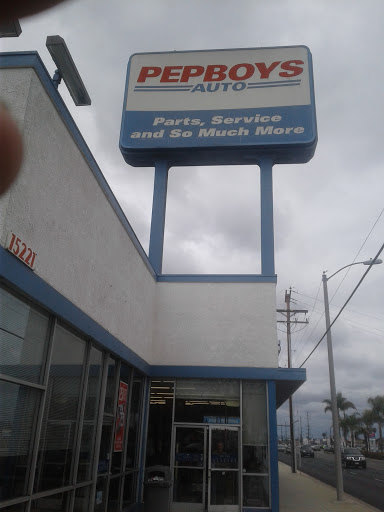 PEPBOYS
AUTO
Parts, Service
and So Much More
15221